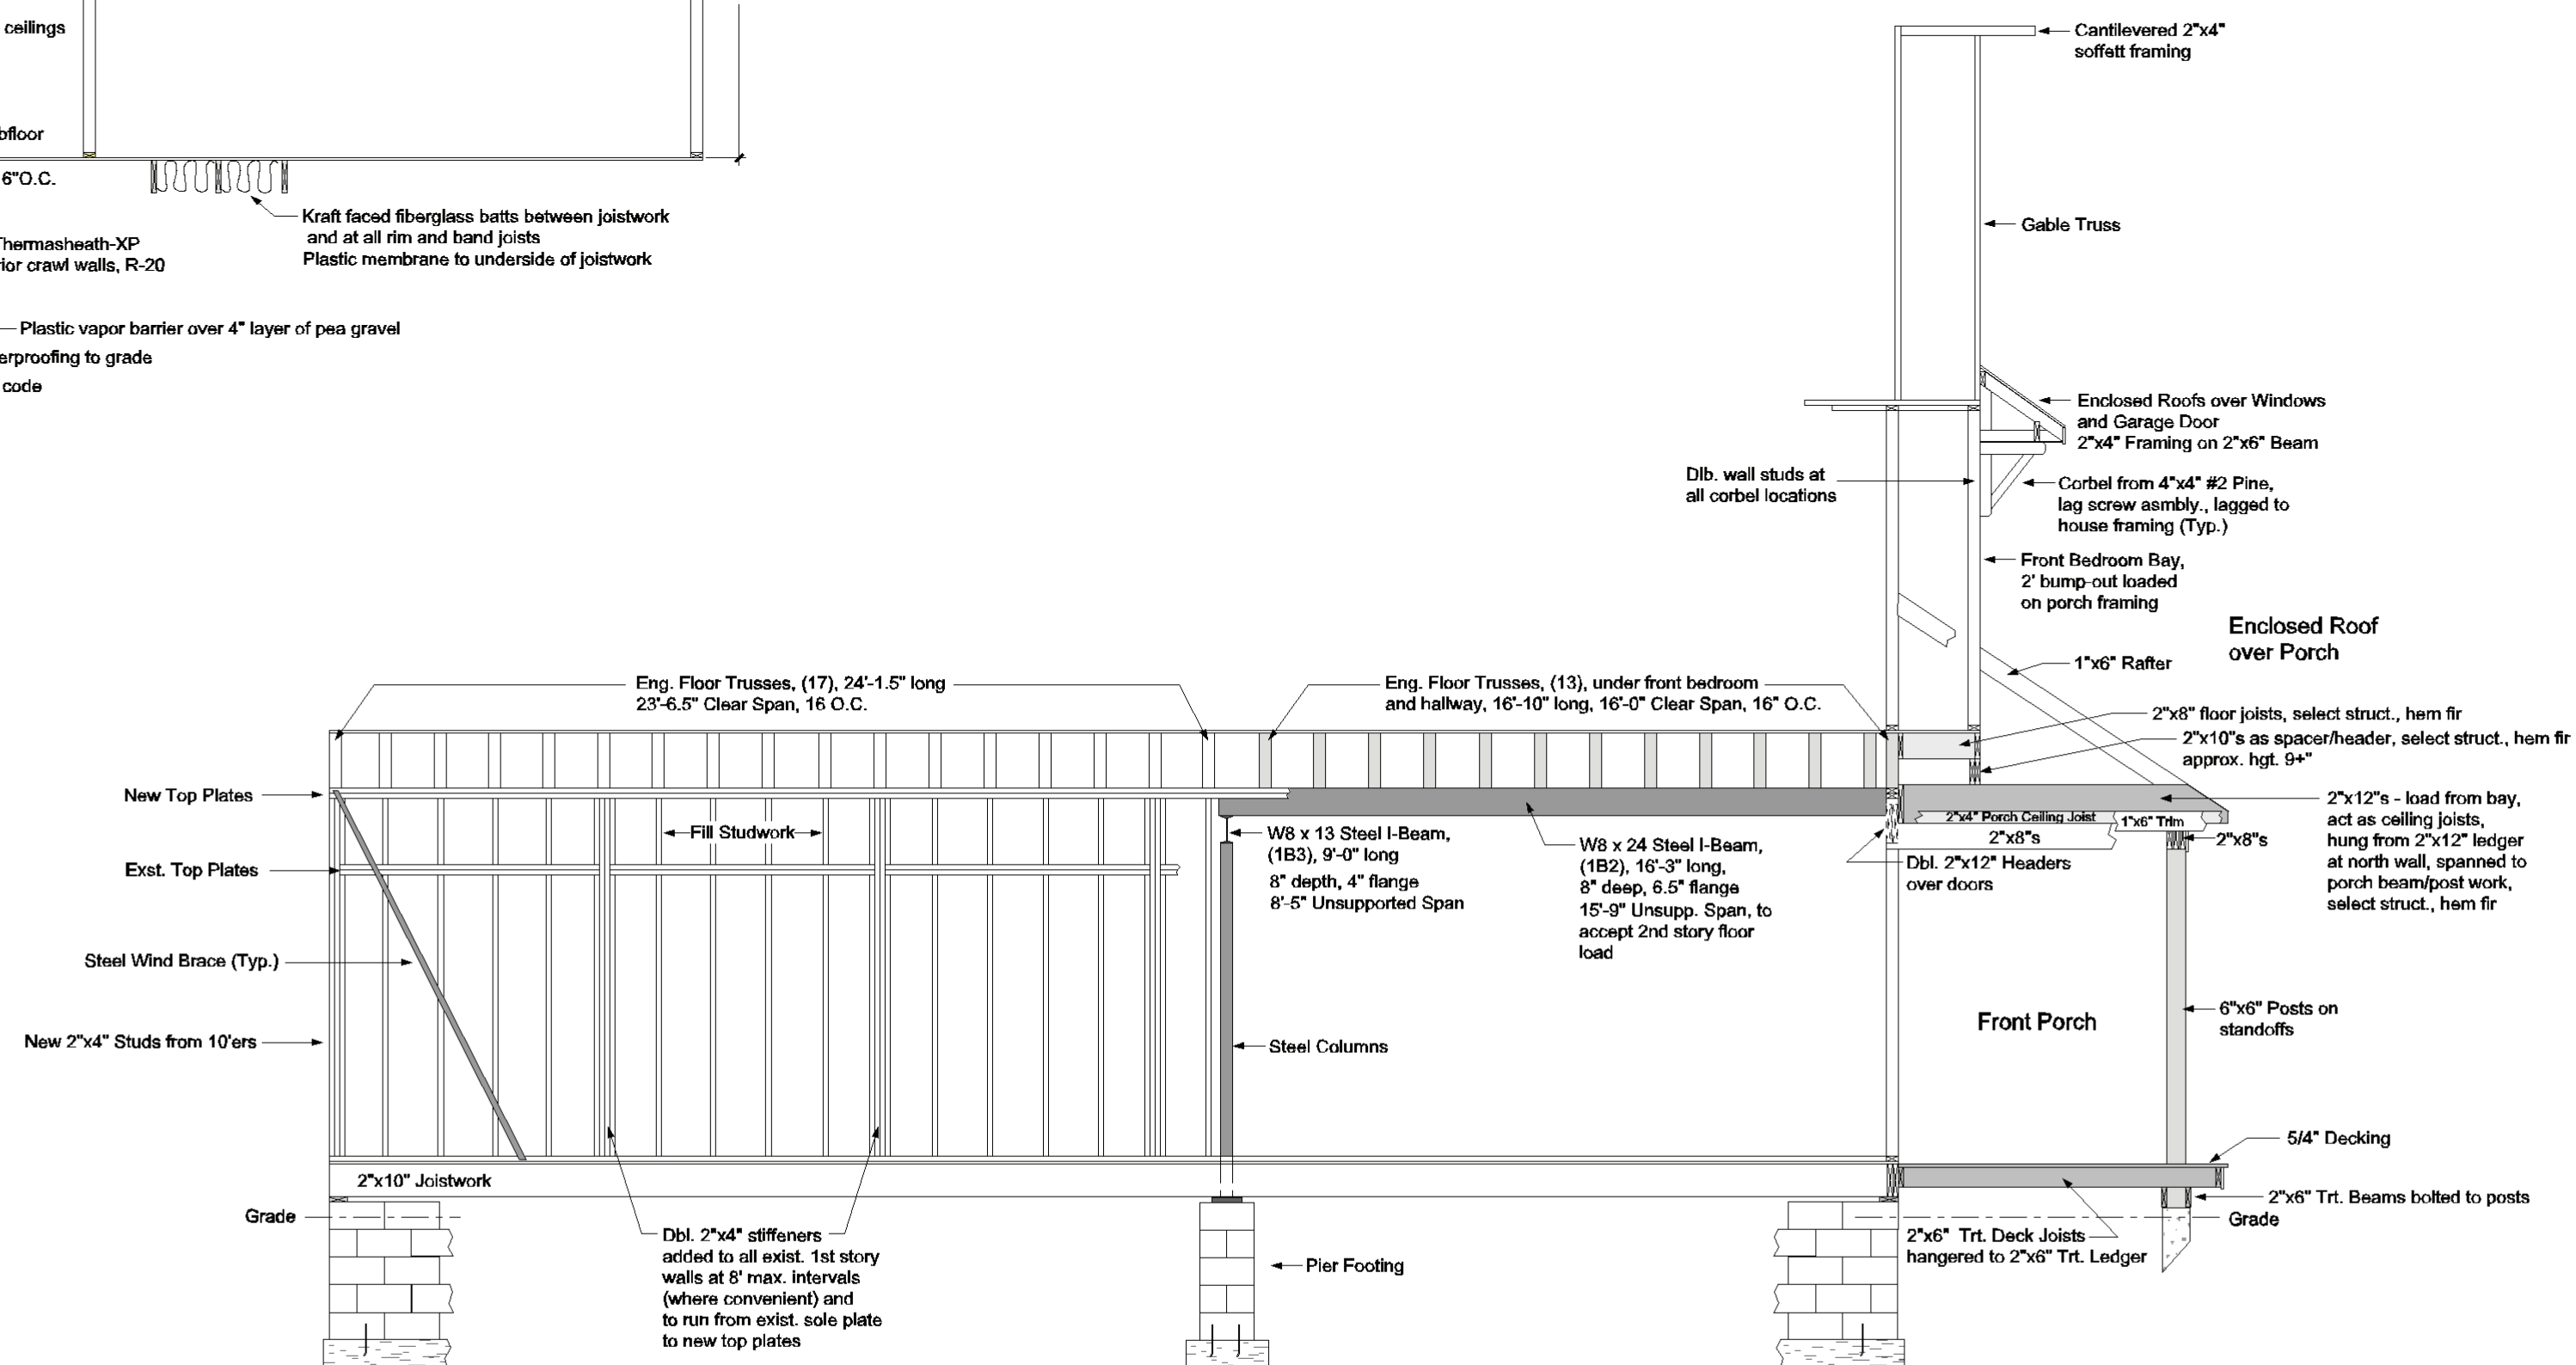 ceilings
bfloor
6"O.C.
Thermasheath-XP
rior crawl walls, R-20
Kraft faced fiberglass batts between joistwork
and at all rim and band joists
Plastic membrane to underside of joistwork
Plastic vapor barrier over 4" layer of pea gravel
erproofing to grade
code
Cantilevered 2"x4"
soffett framing
Gable Truss
Enclosed Roofs over Windows
and Garage Door
2"x4" Framing on 2"x6" Beam
Dlb. wall studs at
all corbel locations
Corbel from 4"x4" #2 Pine,
lag screw asmbly., lagged to
house framing (Typ.)
Front Bedroom Bay,
2' bump-out loaded
on porch framing
Enclosed Roof
over Porch
1"x6" Rafter
Eng. Floor Trusses, (17), 24'-1.5" long
23'-6.5" Clear Span, 16 O.C.
Eng. Floor Trusses, (13), under front bedroom
and hallway, 16'-10" long, 16'-0" Clear Span, 16" O.C.
2"x8" floor joists, select struct., hem fir
2"x10"s as spacer/header, select struct., hem fir
approx. hgt. 9+"
New Top Plates
Fill Studwork
Exst. Top Plates
Steel Wind Brace (Typ.)
New 2"x4" Studs from 10'ers
W8 x 13 Steel I-Beam,
(1B3), 9'-0" long
8" depth, 4" flange
8'-5" Unsupported Span
W8 x 24 Steel I-Beam,
(1B2), 16'-3" long,
8" deep, 6.5" flange
15'-9" Unsupp. Span, to
accept 2nd story floor
load
2"x4" Porch Ceiling Joist
1"x6" Trim
2"x8"s
2"x8"s
Dbl. 2"x12" Headers
over doors
2"x12"s - load from bay,
act as ceiling joists,
hung from 2"x12" ledger
at north wall, spanned to
porch beam/post work,
select struct., hem fir
Steel Columns
Front Porch
6"x6" Posts on
standoffs
5/4" Decking
2"x10" Joistwork
Grade
Dbl. 2"x4" stiffeners
added to all exist. 1st story
walls at 8' max. intervals
(where convenient) and
to run from exist. sole plate
to new top plates
Pier Footing
2"x6" Trt. Beams bolted to posts
Grade
2"x6" Trt. Deck Joists
hangered to 2"x6" Trt. Ledger